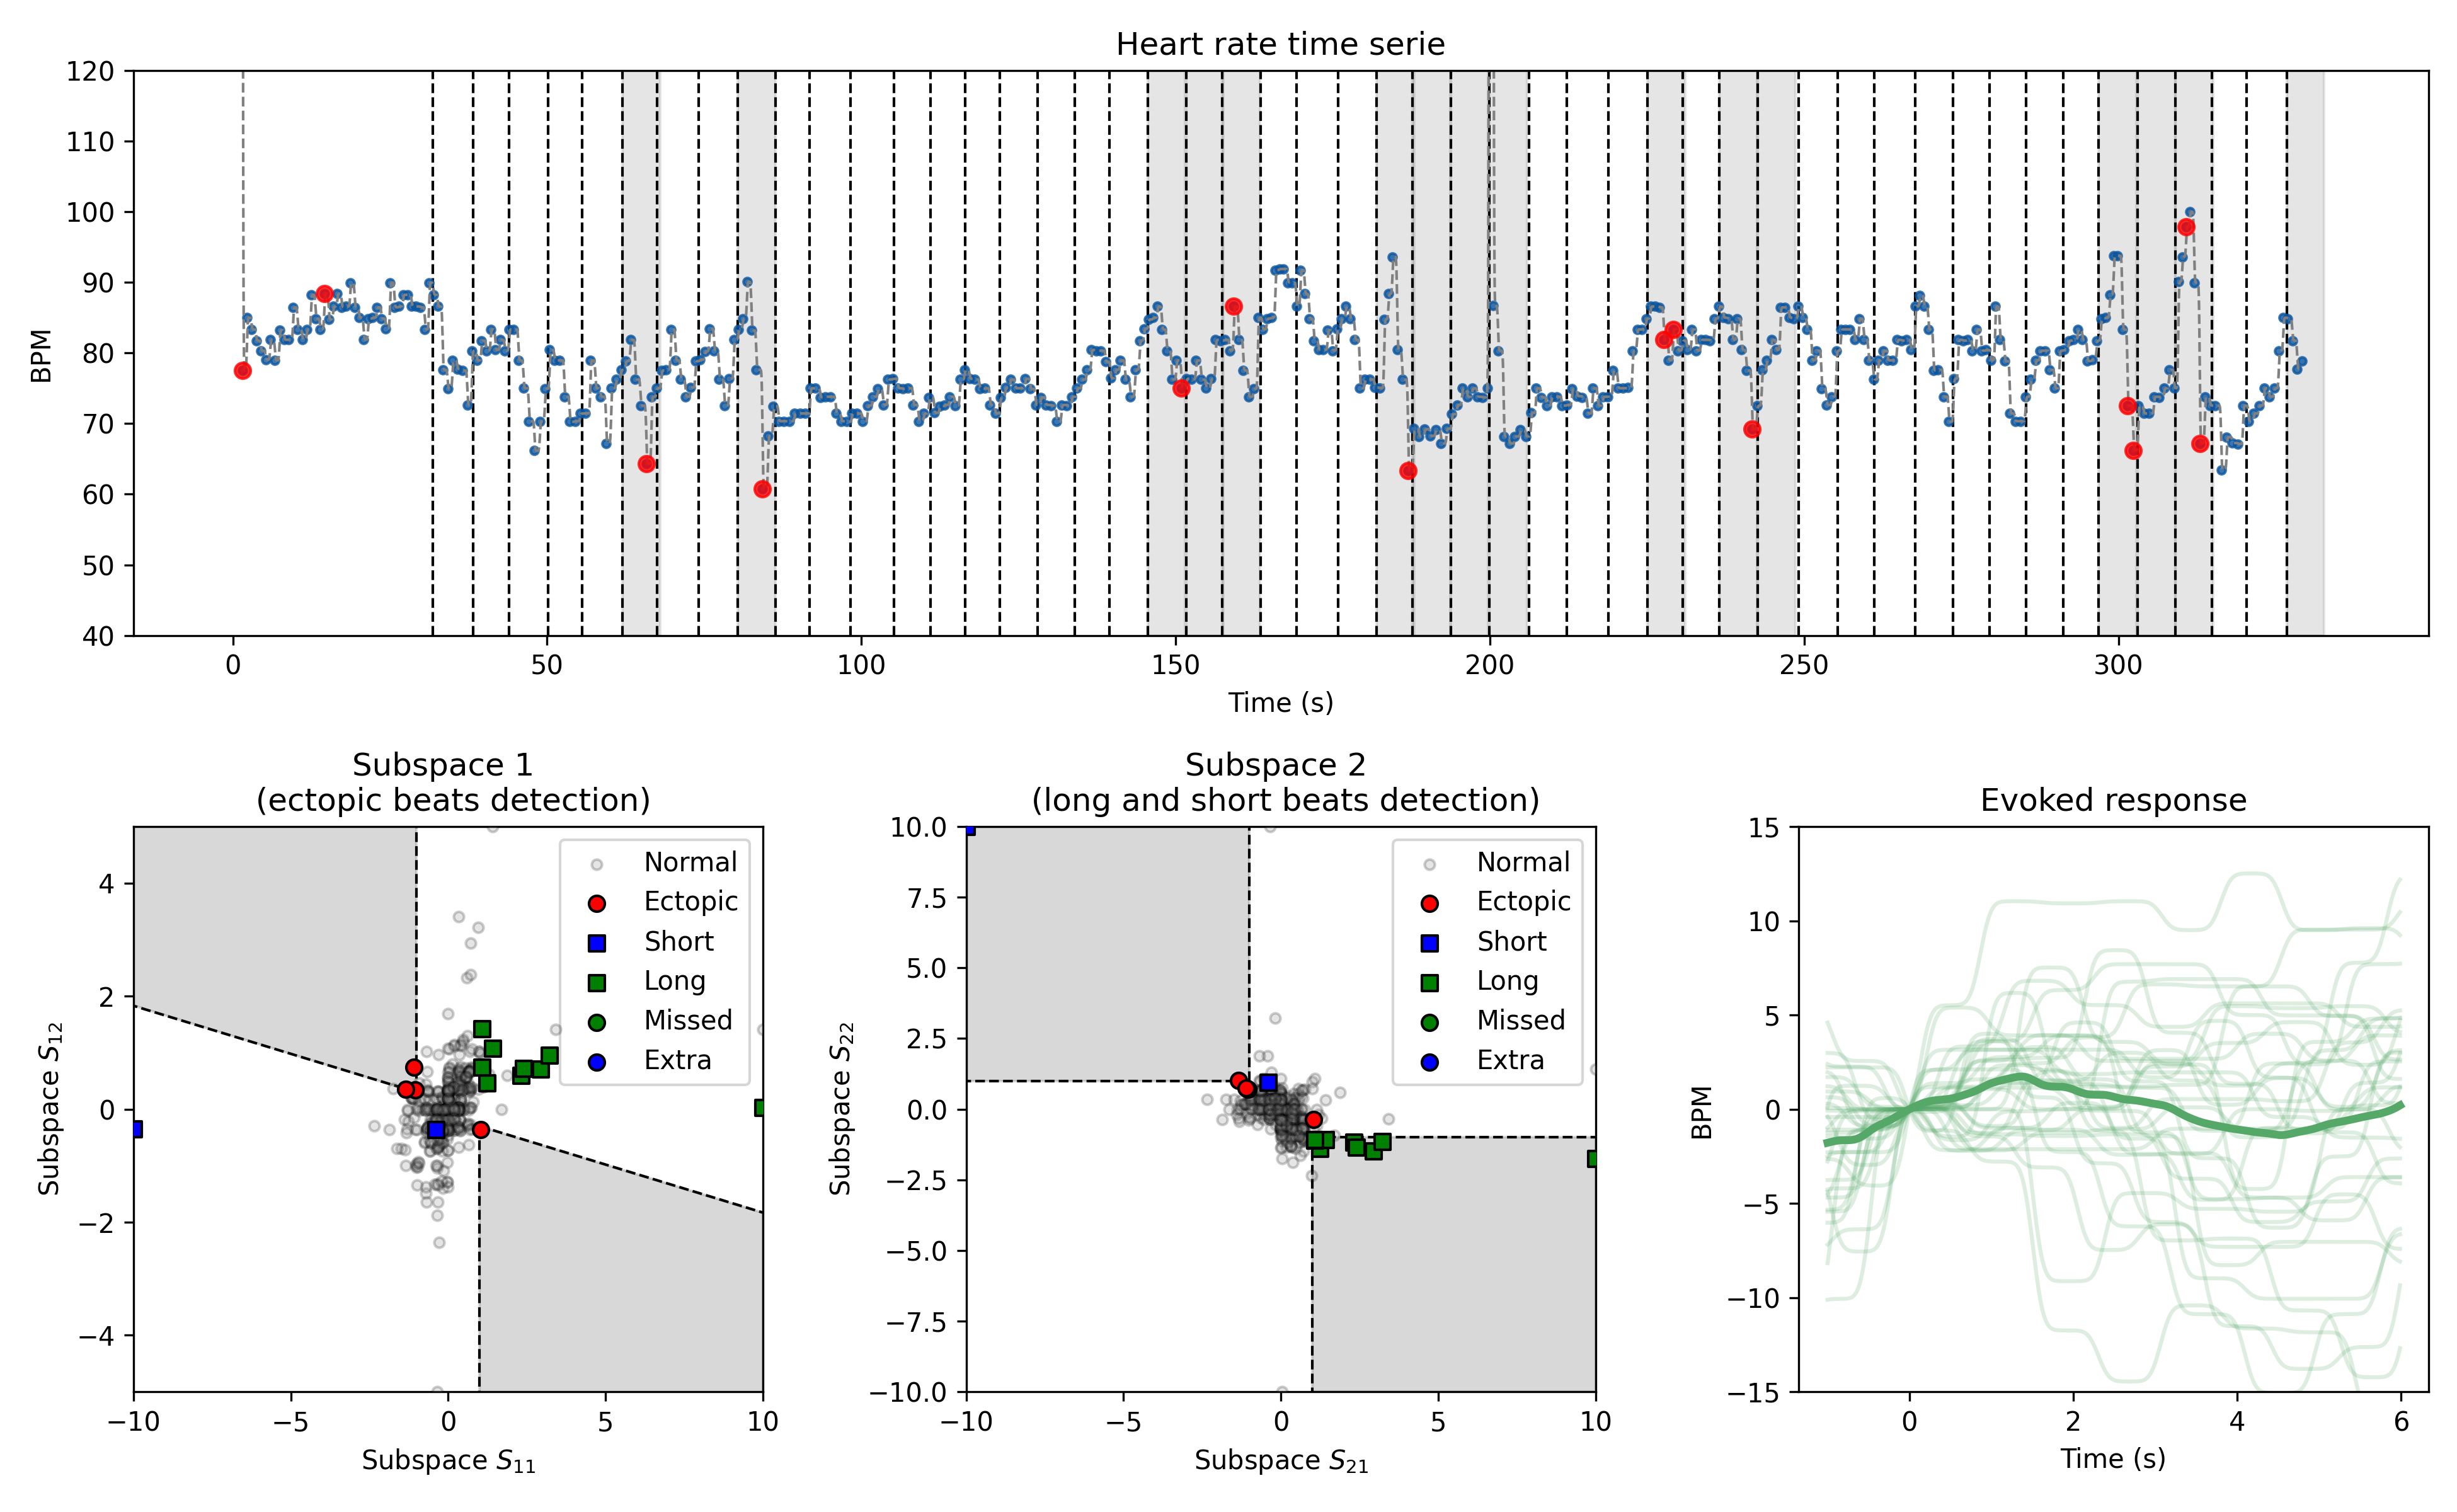 Heart rate time serie
120
110
100
90
80
70
60
50
40
BPM
0 50 100 150 200 250 300
Time (s)
Subspace 1
(ectopic beats detection)
4
2
0
−2
−4
Subspace S12
Normal
Ectopic
Short
Long
Missed
Extra
−10 −5 0 5 10
Subspace S11
Subspace 2
(long and short beats detection)
10.0
7.5
5.0
2.5
0.0
−2.5
−5.0
−7.5
−10.0
Subspace S22
Normal
Ectopic
Short
Long
Missed
Extra
−10 −5 0 5 10
Subspace S21
Evoked response
15
10
5
0
−5
−10
−15
BPM
0 2 4 6
Time (s)